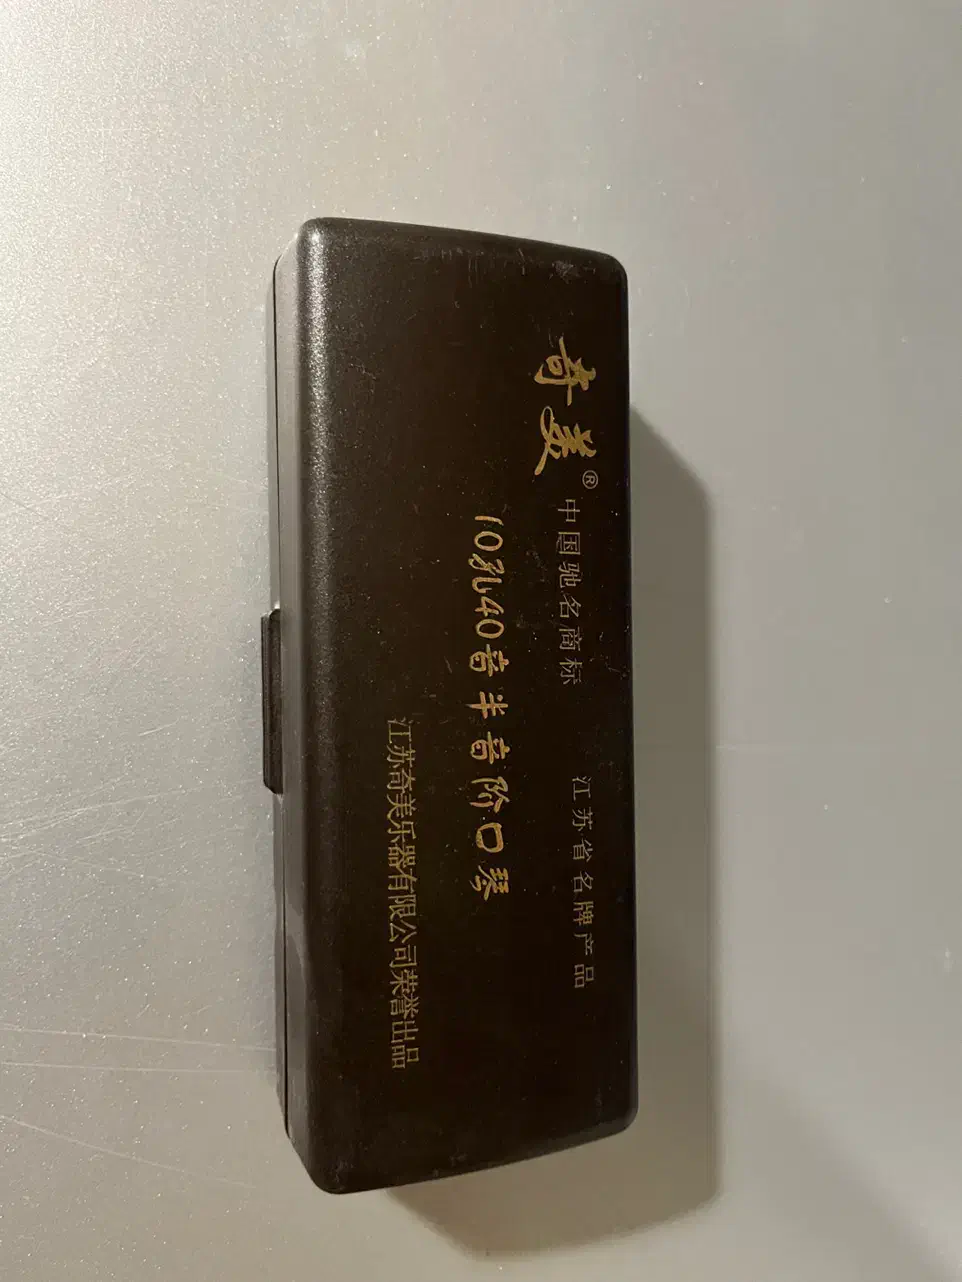 奇美® 中国驰名商标 江苏省名牌产品
10孔40音半音阶口琴
江苏奇美乐器有限公司荣誉出品